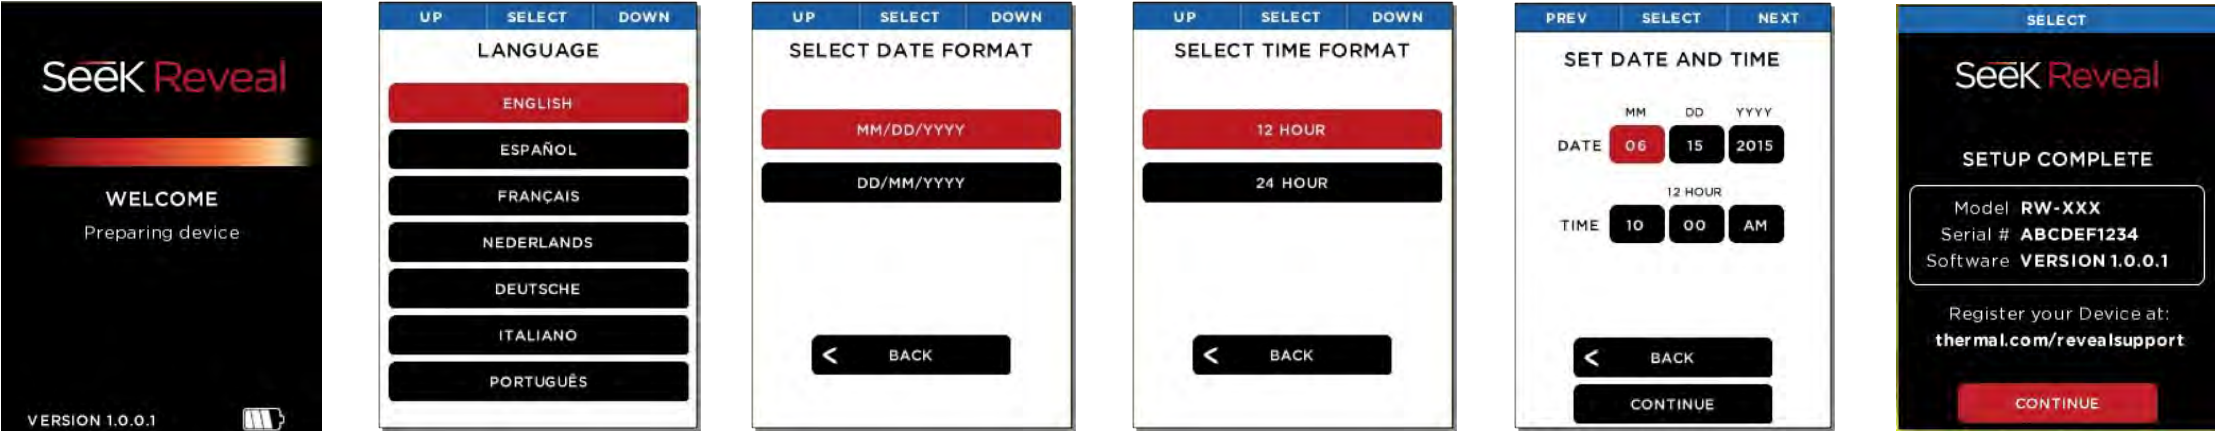 SeeK Reveal
WELCOME
Preparing device
VERSION 1.0.0.1
UP SELECT DOWN
LANGUAGE
ENGLISH
ESPAÑOL
FRANÇAIS
NEDERLANDS
DEUTSCHE
ITALIANO
PORTUGUÊS
UP SELECT DOWN
SELECT DATE FORMAT
MM/DD/YYYY
DD/MM/YYYY
< BACK
UP SELECT DOWN
SELECT TIME FORMAT
12 HOUR
24 HOUR
< BACK
PREV SELECT NEXT
SET DATE AND TIME
MM DD YYYY
DATE 06 15 2015
12 HOUR
TIME 10 00 AM
< BACK
CONTINUE
SELECT
SeeK Reveal
SETUP COMPLETE
Model RW-XXX
Serial # ABCDEF1234
Software VERSION 1.0.0.1
Register your Device at:
thermal.com/revealsupport
CONTINUE